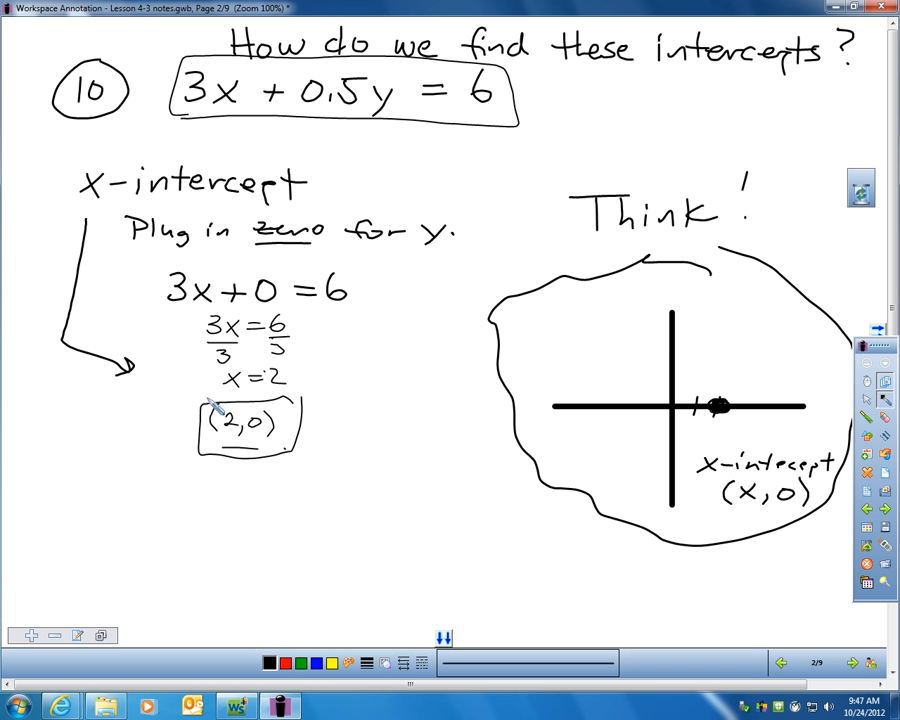 Workspace Annotation - Lesson 4-3 notes.gwb, Page 2/9 (Zoom 100%) *
How do we find these intercepts?
10 3x + 0.5y = 6
x-intercept
Plug in zero for y.
3x + 0 = 6
3x = 6
3 3
x = 2
(2,0)
Think!
x-intecept
(x, 0)
2/9
9:47 AM
10/24/2012